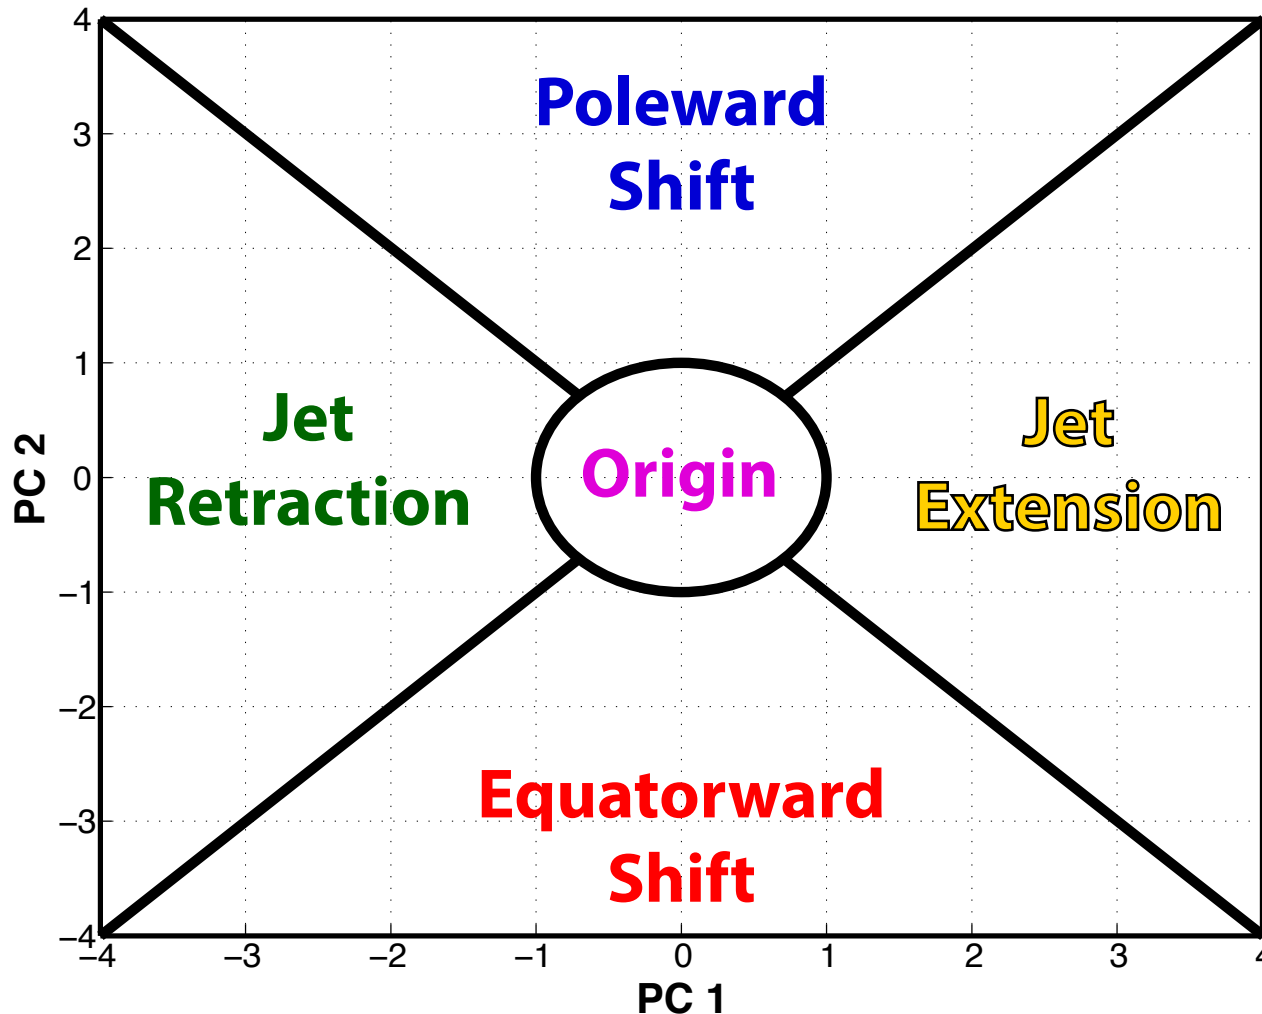 4
Poleward
3
Shift
2
1
Jet
Jet
PC 2
0
Origin
Retraction
Extension
−1
−2
Equatorward
−3
Shift
−4
−4
−3
−2
−1
0
1
2
3
4
PC 1